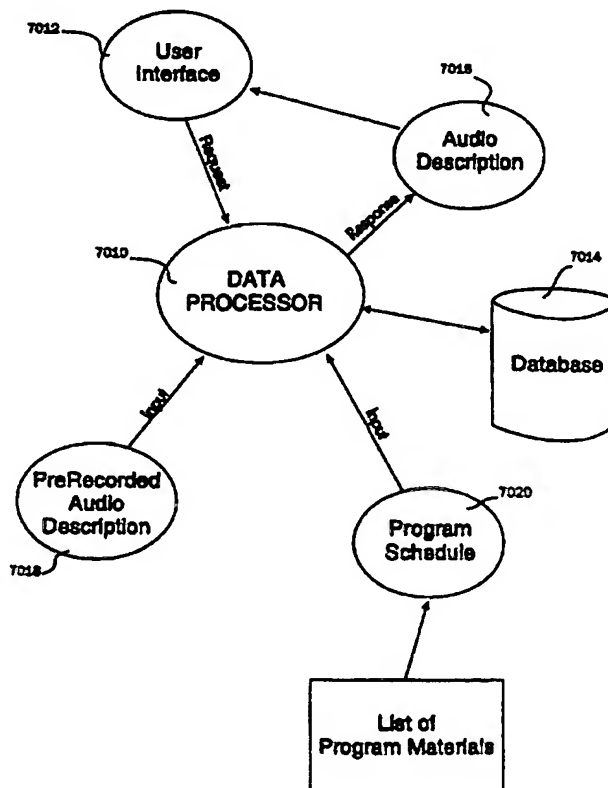 7012
User
Interface
7016
Audio
Description
Request
Response
7010
DATA
PROCESSOR
7014
Database
Input
Input
PreRecorded
Audio
Description
7018
7020
Program
Schedule
List of
Program Materials